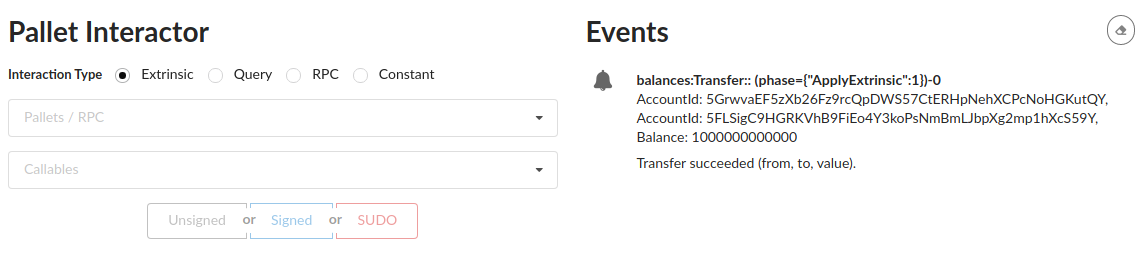 Pallet Interactor
Interaction Type Extrinsic Query RPC Constant
Pallets / RPC
Callables
Unsigned or Signed or SUDO
Events
balances:Transfer:: (phase={"ApplyExtrinsic":1})-0
AccountId: 5GrwvaEF5zXb26Fz9rcQpDWS57CtERHpNehXCPcNoHGKutQY,
AccountId: 5FLSigC9HGRKVhB9FiEo4Y3koPsNmBmLJbpXg2mp1hXcS59Y,
Balance: 1000000000000
Transfer succeeded (from, to, value).